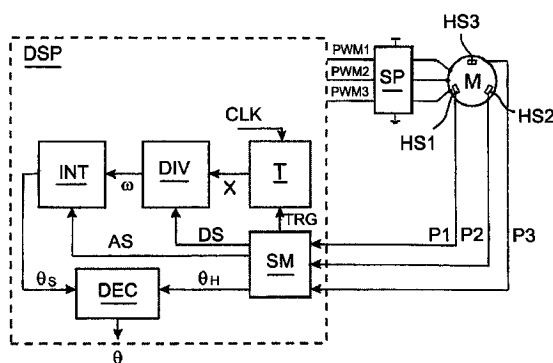 DSP
PWM1
PWM2
PWM3
SP
HS3
M
HS2
HS1
CLK
INT
ω
DIV
X
T
TRG
AS
DS
SM
P1
P2
P3
θS
DEC
θH
θ